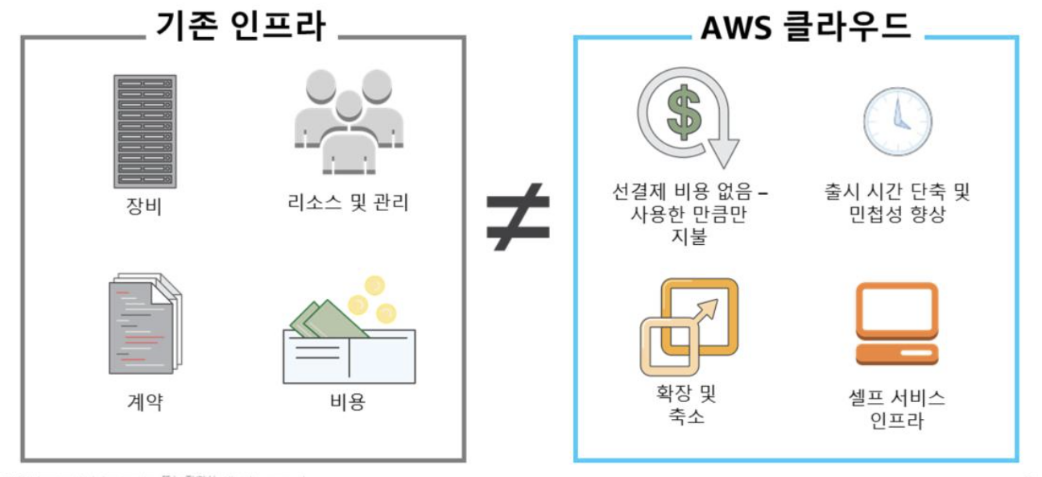 기존 인프라
장비
리소스 및 관리
계약
비용
≠
AWS 클라우드
$
선결제 비용 없음 –
사용한 만큼만
지불
출시 시간 단축 및
민첩성 향상
확장 및
축소
셀프 서비스
인프라